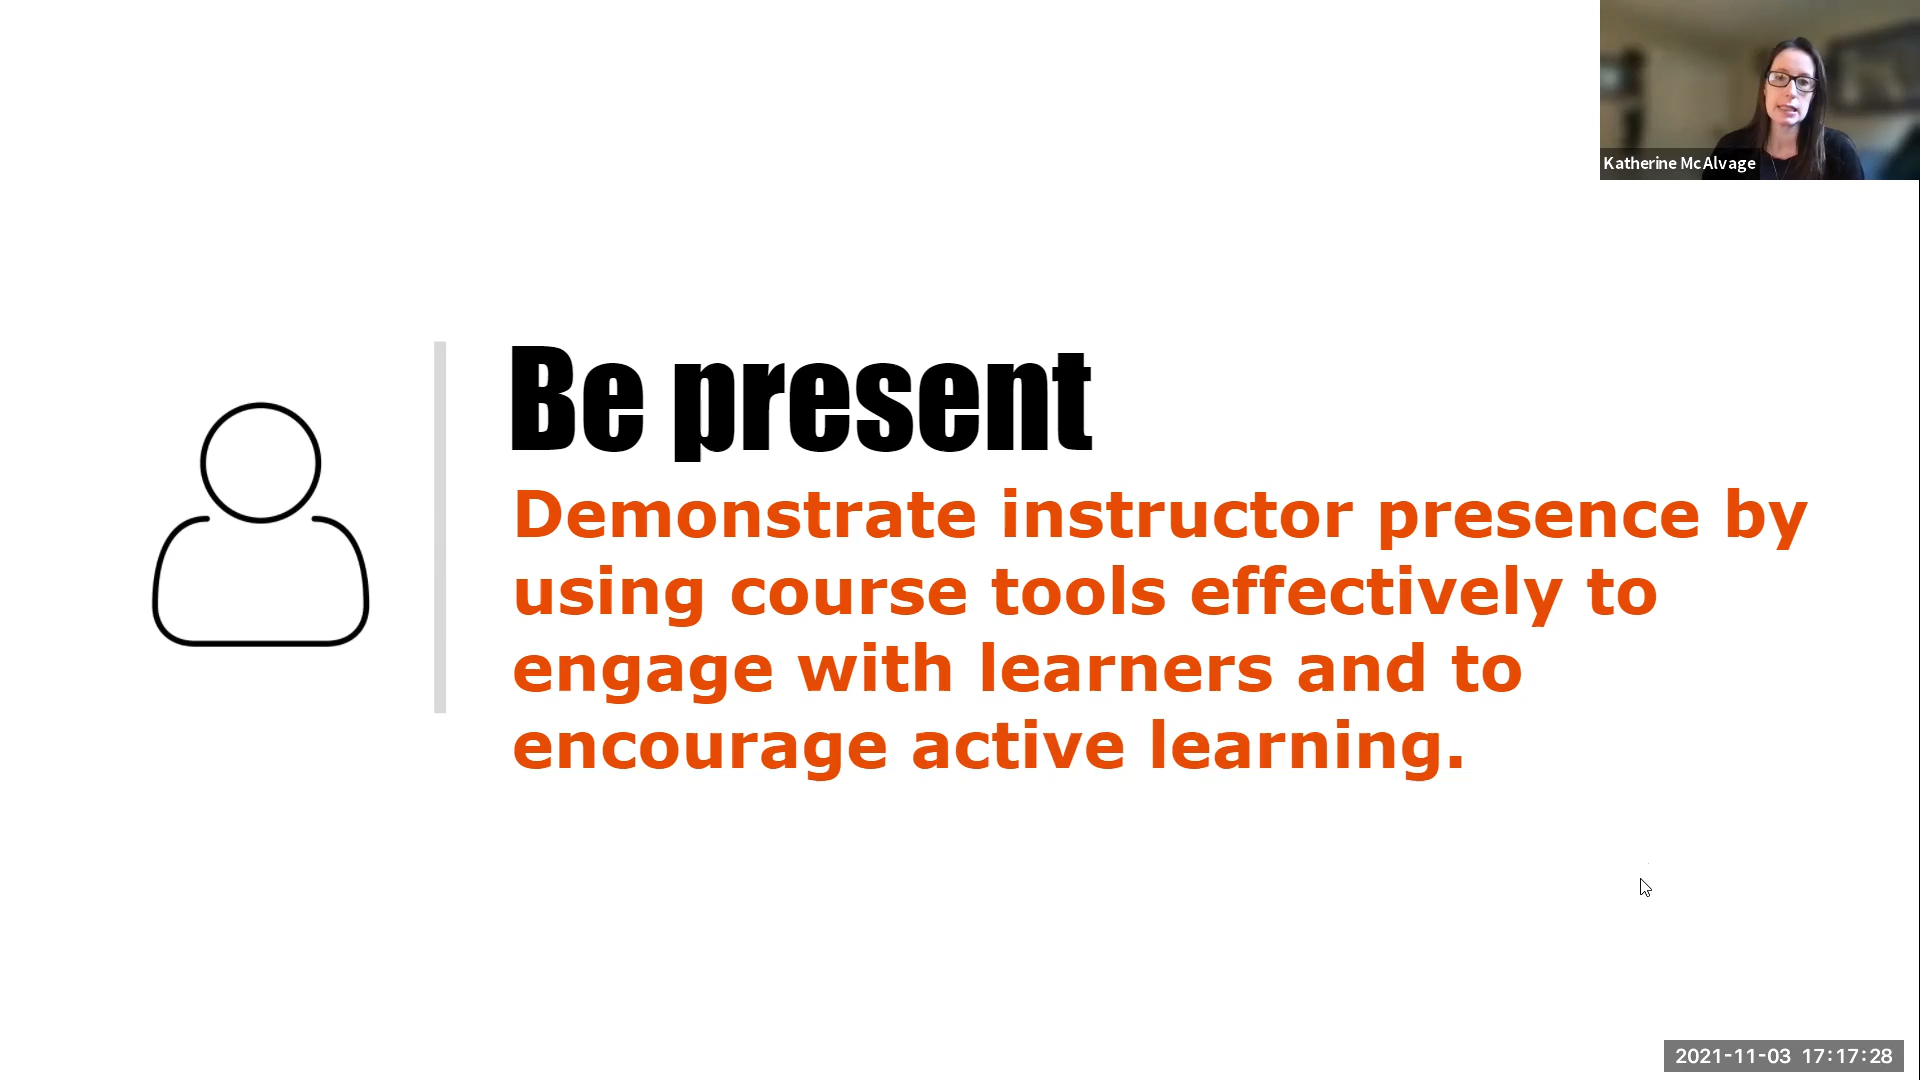 Katherine McAlvage
Be present
Demonstrate instructor presence by
using course tools effectively to
engage with learners and to
encourage active learning.
2021-11-03 17:17:28